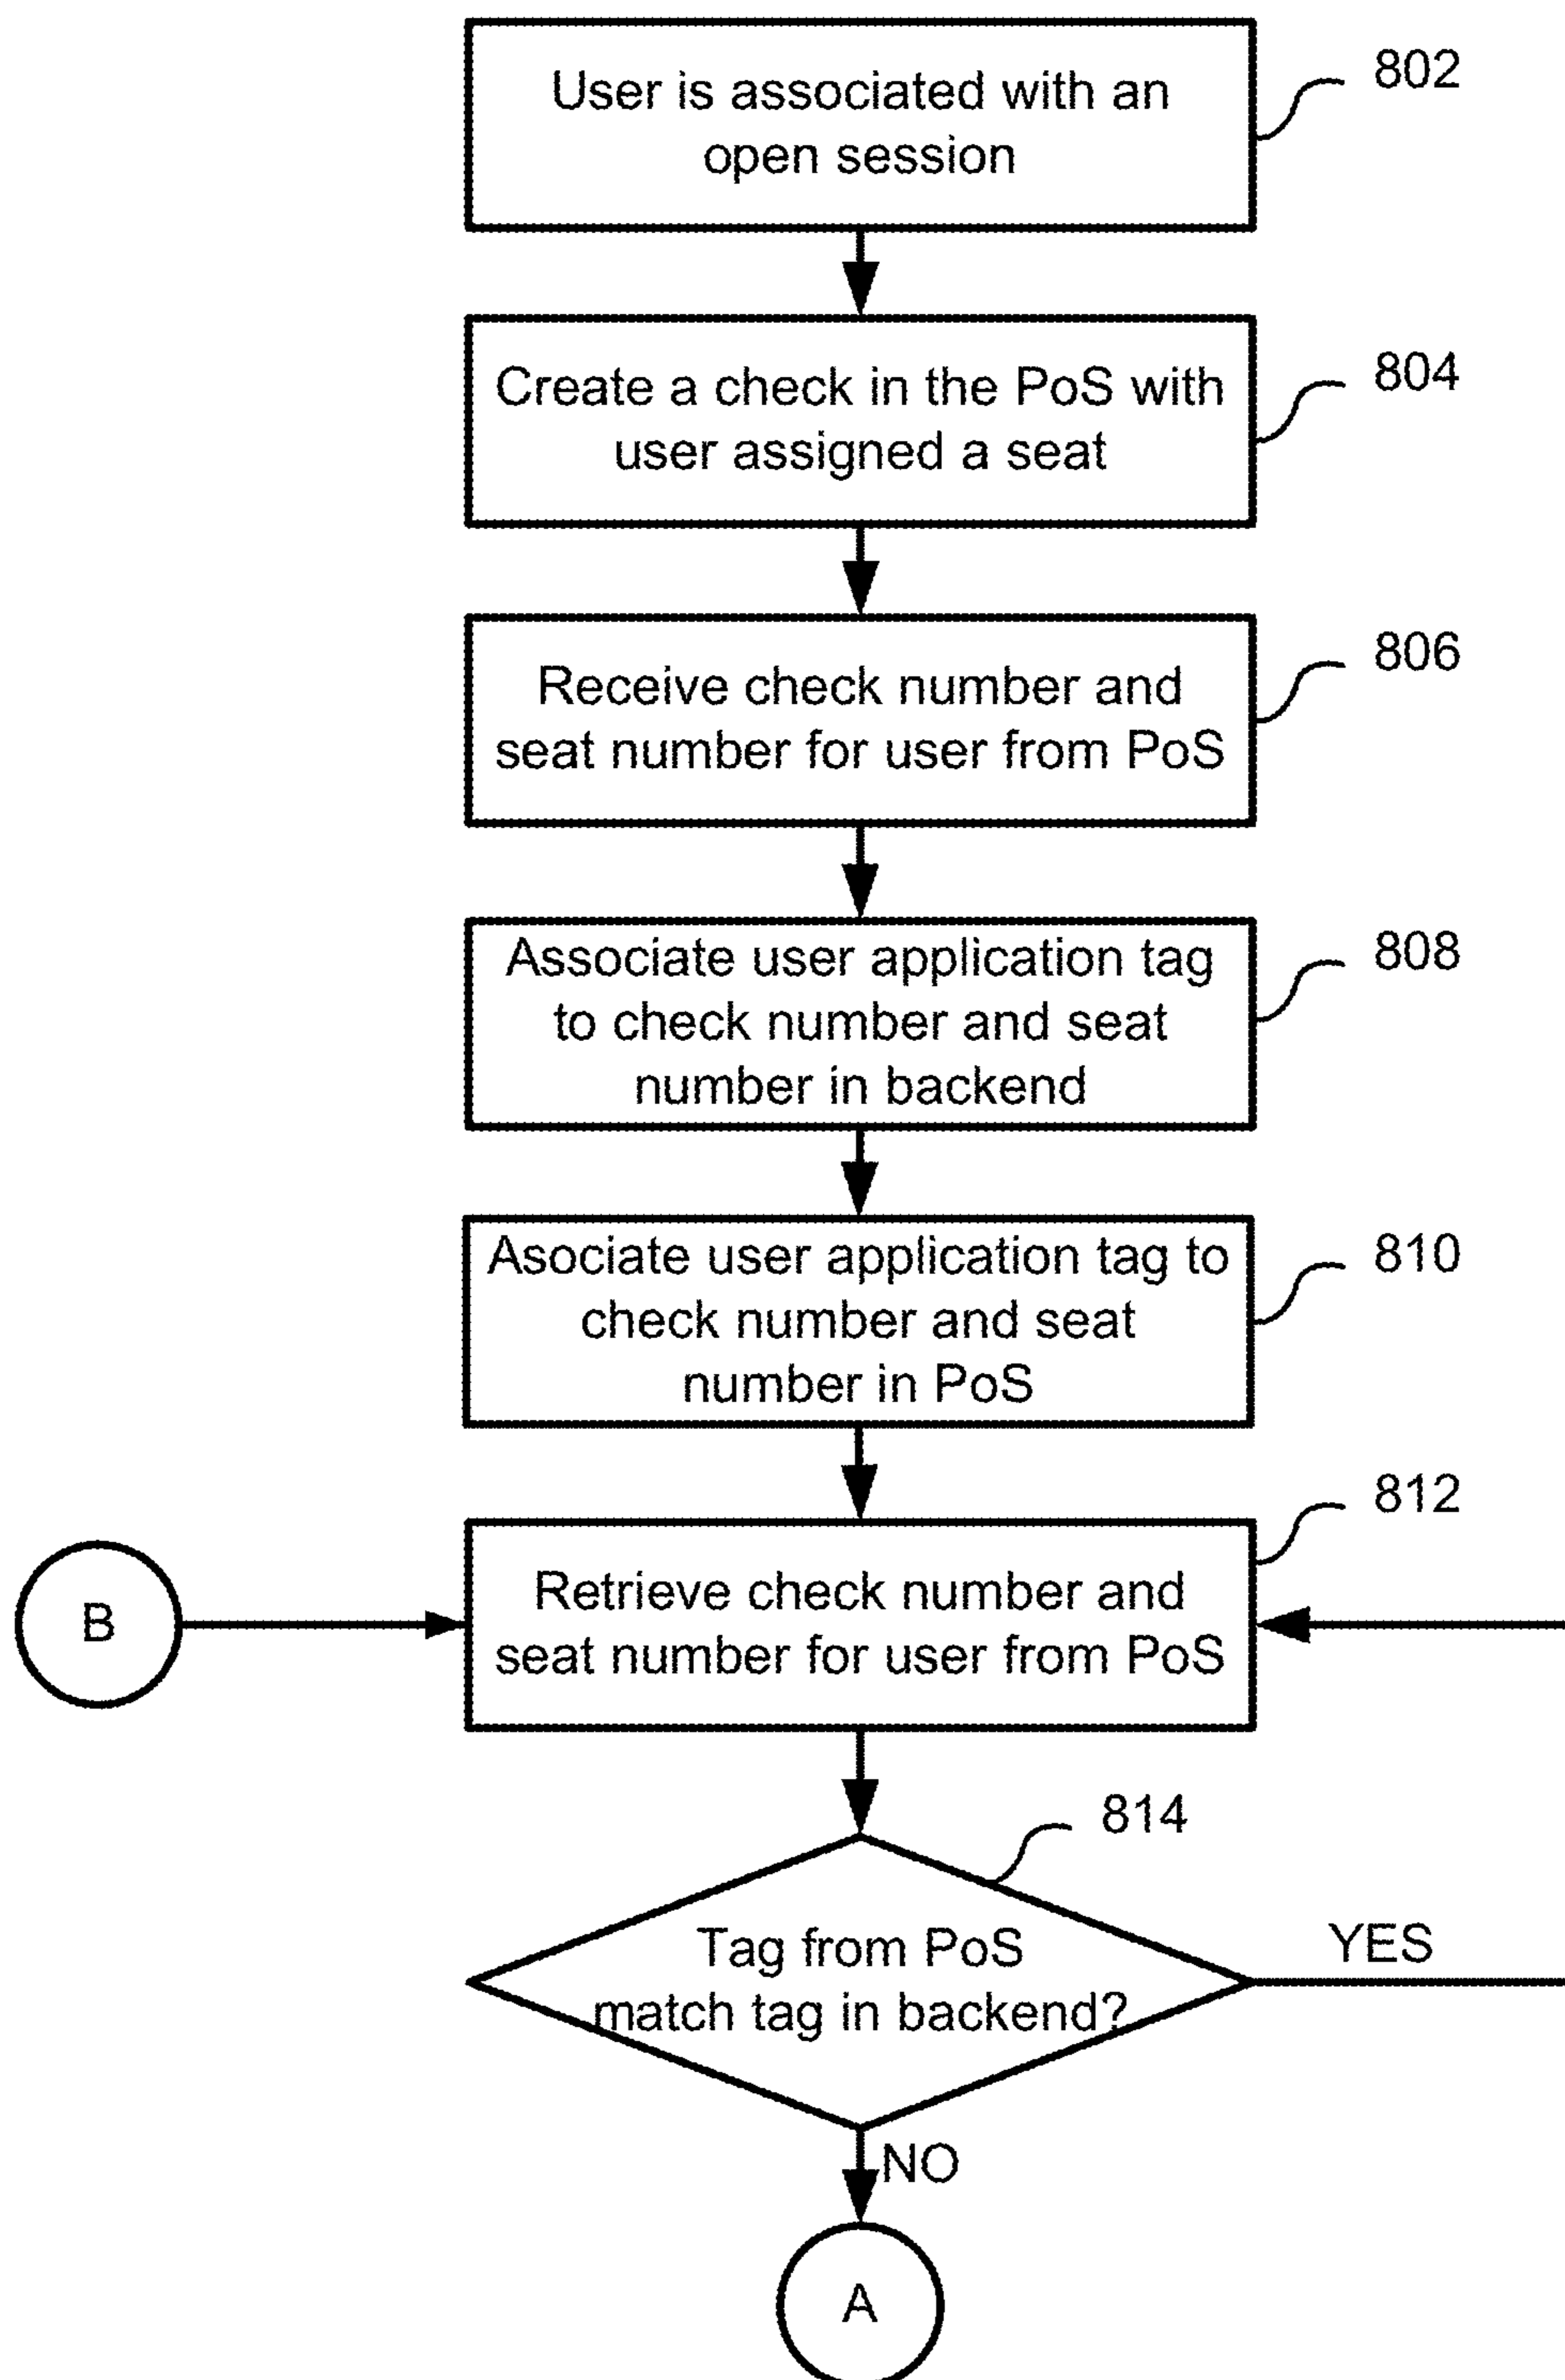 User is associated with an
open session
802
Create a check in the PoS with
user assigned a seat
804
Receive check number and
seat number for user from PoS
806
Associate user application tag
to check number and seat
number in backend
808
Asociate user application tag to
check number and seat
number in PoS
810
812
B
Retrieve check number and
seat number for user from PoS
814
Tag from PoS
match tag in backend?
YES
NO
A